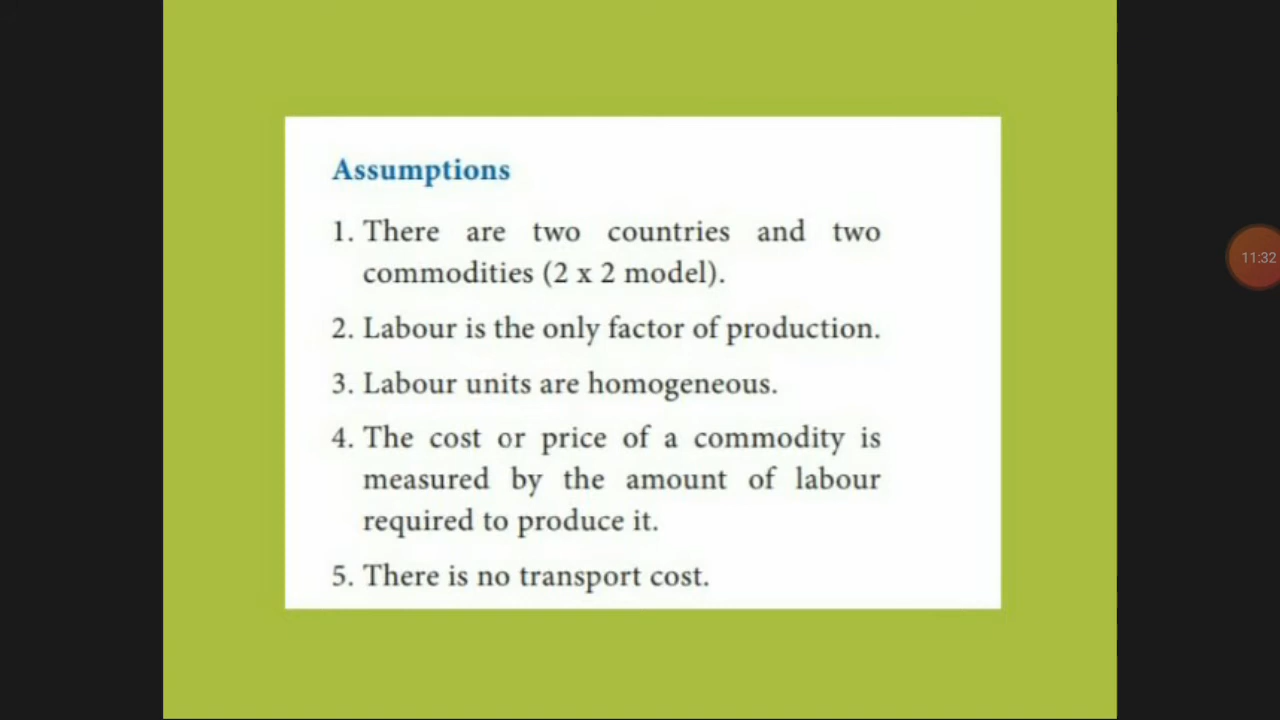 Assumptions
1. There are two countries and two
commodities (2 x 2 model).
2. Labour is the only factor of production.
3. Labour units are homogeneous.
4. The cost or price of a commodity is
measured by the amount of labour
required to produce it.
5. There is no transport cost.
11:32